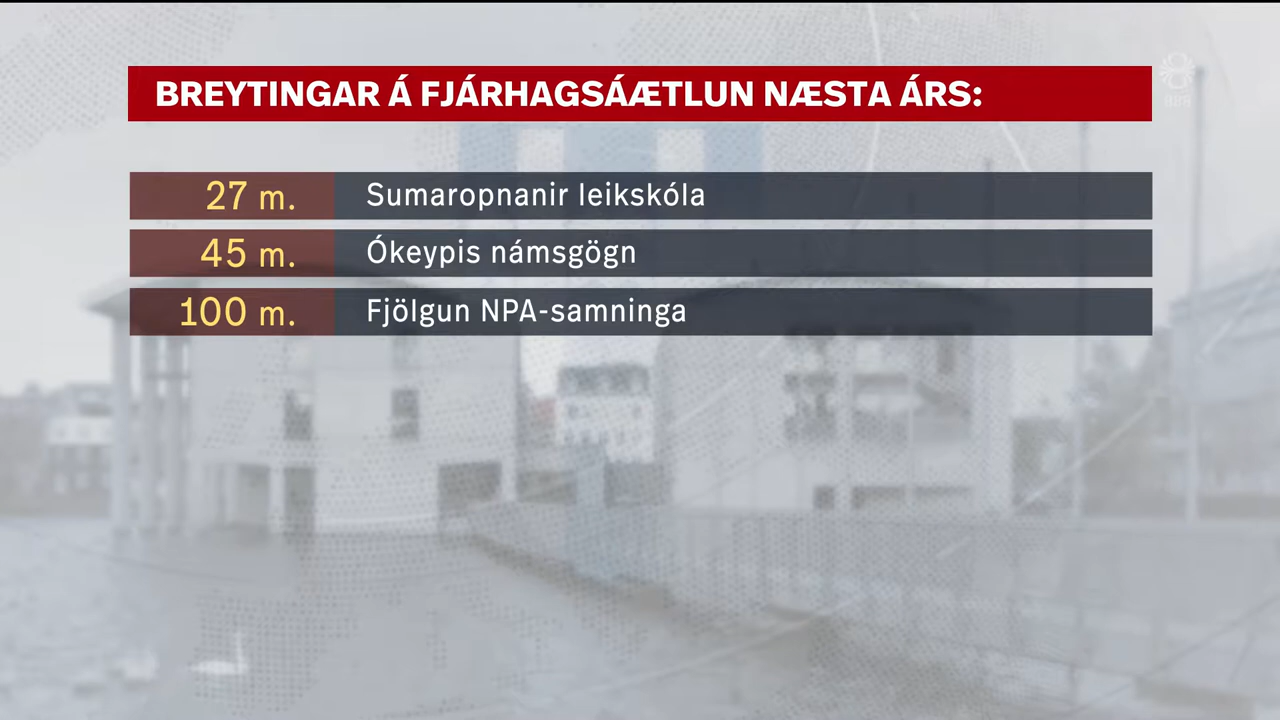 BREYTINGAR Á FJÁRHAGSÁÆTLUN NÆSTA ÁRS:
27 m. Sumaropnanir leikskóla
45 m. Ókeypis námsgögn
100 m. Fjölgun NPA-samninga